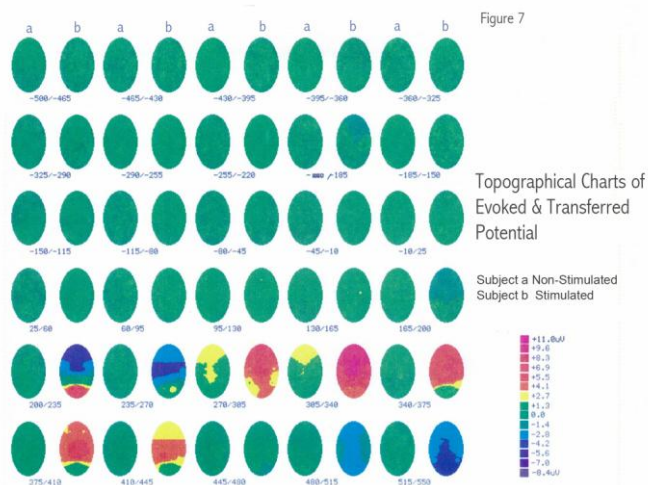 Figure 7
a b a b a b a b a b
-500/-465 -465/-430 -430/-395 -395/-360 -360/-325
-325/-290 -290/-255 -255/-220 /-185 -185/-150
Topographical Charts of
Evoked & Transferred
Potential
-150/-115 -115/-80 -80/-45 -45/-10 -10/25
Subject a Non-Stimulated
Subject b Stimulated
25/60 60/95 95/130 130/165 165/200
200/235 235/270 270/305 305/340 340/375
375/410 410/445 445/480 480/515 515/550
+11.0uV
+9.6
+8.3
+6.9
+5.5
+4.1
+2.7
+1.3
0.0
-1.4
-2.8
-4.2
-5.6
-7.0
-8.4uV